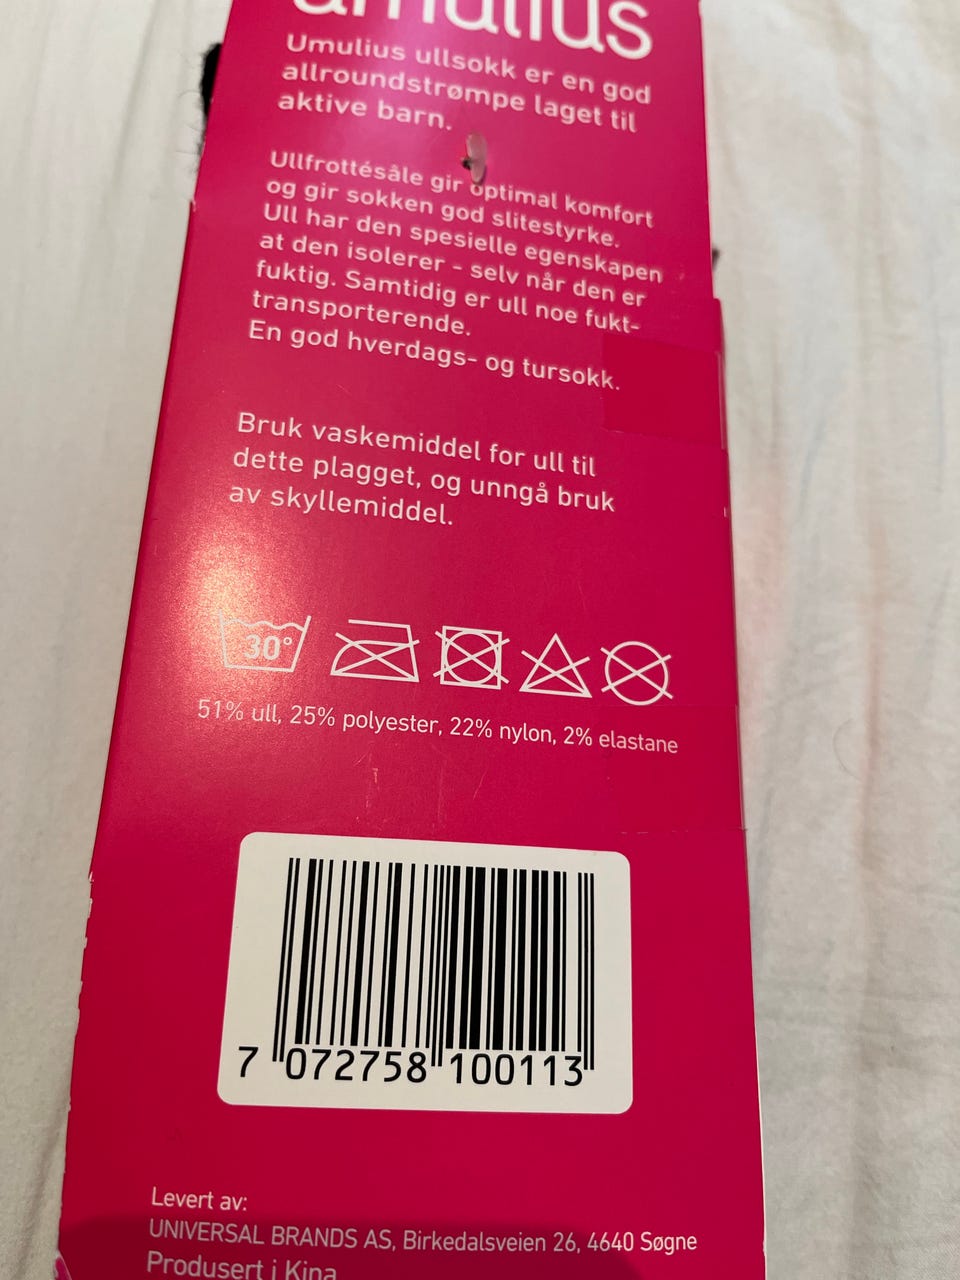 umulius
Umulius ullsokk er en god
allroundstrømpe laget til
aktive barn.
Ullfrottésåle gir optimal komfort
og gir sokken god slitestyrke.
Ull har den spesielle egenskapen
at den isolerer - selv når den er
fuktig. Samtidig er ull noe fukt-
transporterende.
En god hverdags- og tursokk.
Bruk vaskemiddel for ull til
dette plagget, og unngå bruk
av skyllemiddel.
30°
51% ull, 25% polyester, 22% nylon, 2% elastane
7 072758 100113
Levert av:
UNIVERSAL BRANDS AS, Birkedalsveien 26, 4640 Søgne
Produsert i Kina